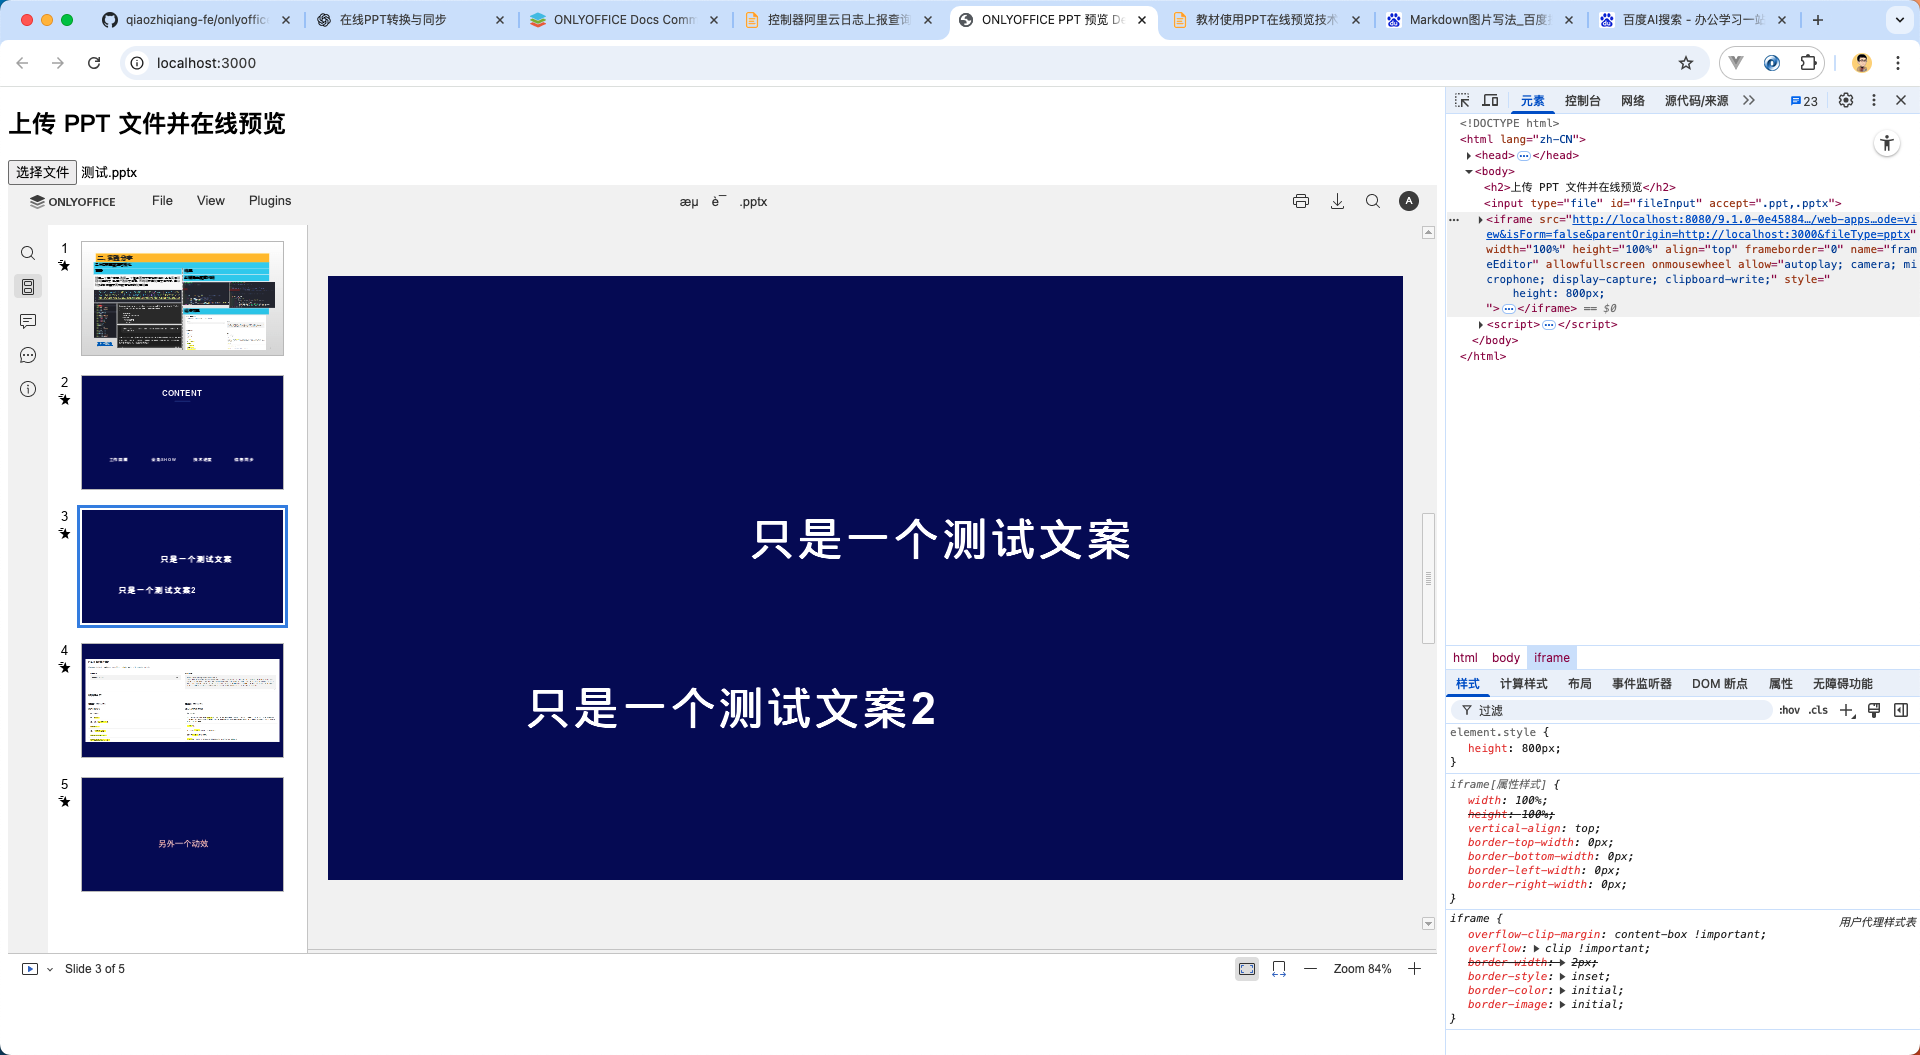 qiaozhiqiang-fe/onlyoffice
在线PPT转换与同步
ONLYOFFICE Docs Comm
控制器阿里云日志上报查询
ONLYOFFICE PPT 预览 De
教材使用PPT在线预览技术
Markdown图片写法_百度
百度AI搜索 - 办公学习一站
localhost:3000
上传 PPT 文件并在线预览
选择文件 测试.pptx
ONLYOFFICE File View Plugins
æµ è¯ .pptx
A
1
2
CONTENT
3
只是一个测试文案
只是一个测试文案2
4
5
另外一个动效
只是一个测试文案
只是一个测试文案2
Slide 3 of 5
Zoom 84%
元素 控制台 网络 源代码/来源 23
<!DOCTYPE html>
<html lang="zh-CN">
<head> </head>
<body>
<h2>上传 PPT 文件并在线预览</h2>
<input type="file" id="fileInput" accept=".ppt,.pptx">
<iframe src="http://localhost:8080/9.1.0-0e45884…/web-apps…ode=vi
ew&isForm=false&parentOrigin=http://localhost:3000&fileType=pptx"
width="100%" height="100%" align="top" frameborder="0" name="fram
eEditor" allowfullscreen onmousewheel allow="autoplay; camera; mi
crophone; display-capture; clipboard-write;" style="
height: 800px;
"> </iframe> == $0
<script> </script>
</body>
</html>
html body iframe
样式 计算样式 布局 事件监听器 DOM 断点 属性 无障碍功能
过滤 :hov .cls
element.style {
height: 800px;
}
iframe[属性样式] {
width: 100%;
height: 100%;
vertical-align: top;
border-top-width: 0px;
border-bottom-width: 0px;
border-left-width: 0px;
border-right-width: 0px;
}
iframe { 用户代理样式表
overflow-clip-margin: content-box !important;
overflow: clip !important;
border-width: 2px;
border-style: inset;
border-color: initial;
border-image: initial;
}